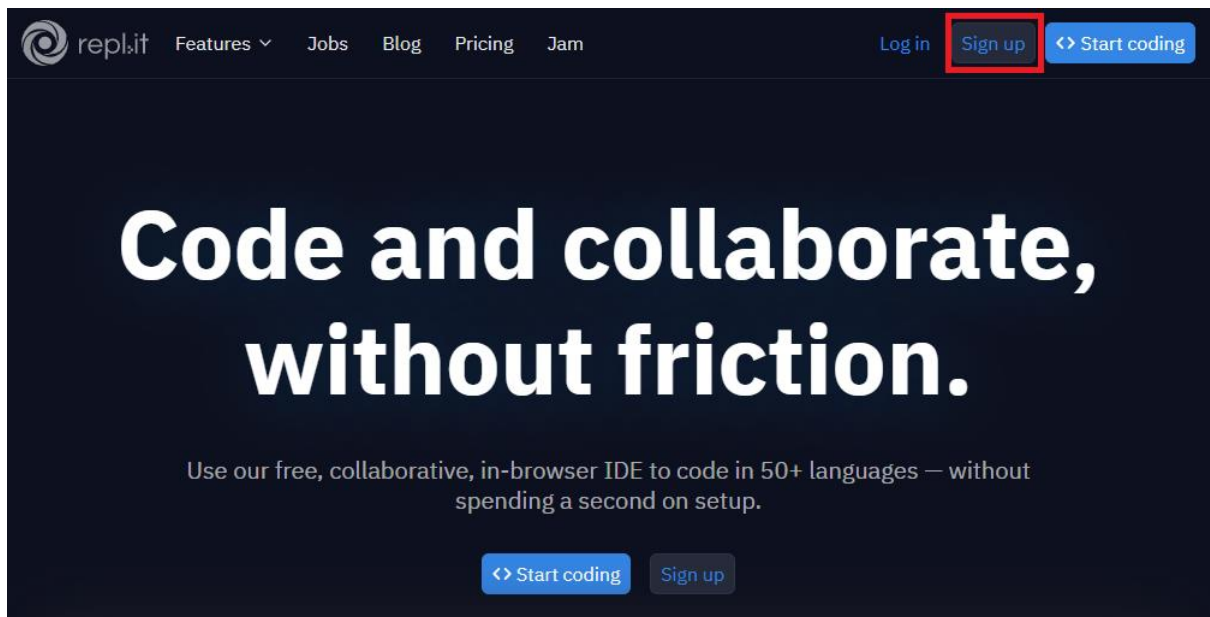 repl.it Features Jobs Blog Pricing Jam Log in Sign up <> Start coding
Code and collaborate,
without friction.
Use our free, collaborative, in-browser IDE to code in 50+ languages — without
spending a second on setup.
<> Start coding Sign up